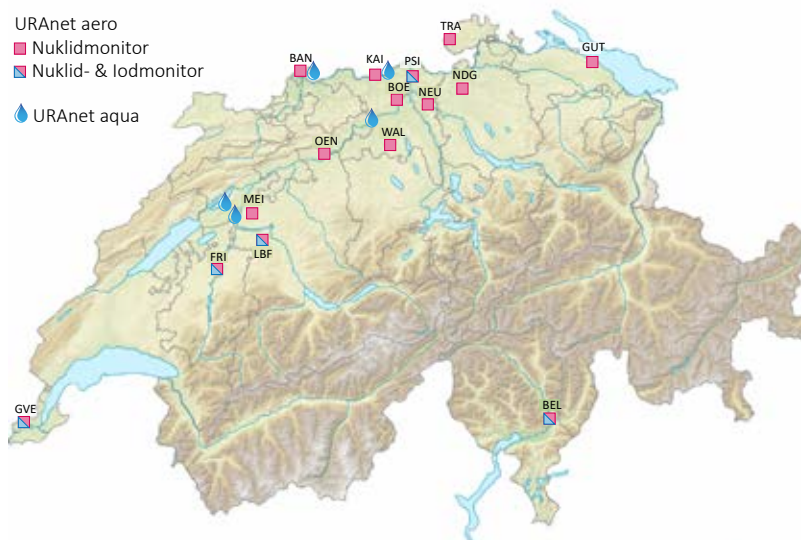 URAnet aero
Nuklidmonitor
Nuklid- & Iodmonitor
URAnet aqua
TRA
GUT
BAN
KAI
PSI
NDG
BOE
NEU
OEN
WAL
MEI
LBF
FRI
GVE
BEL